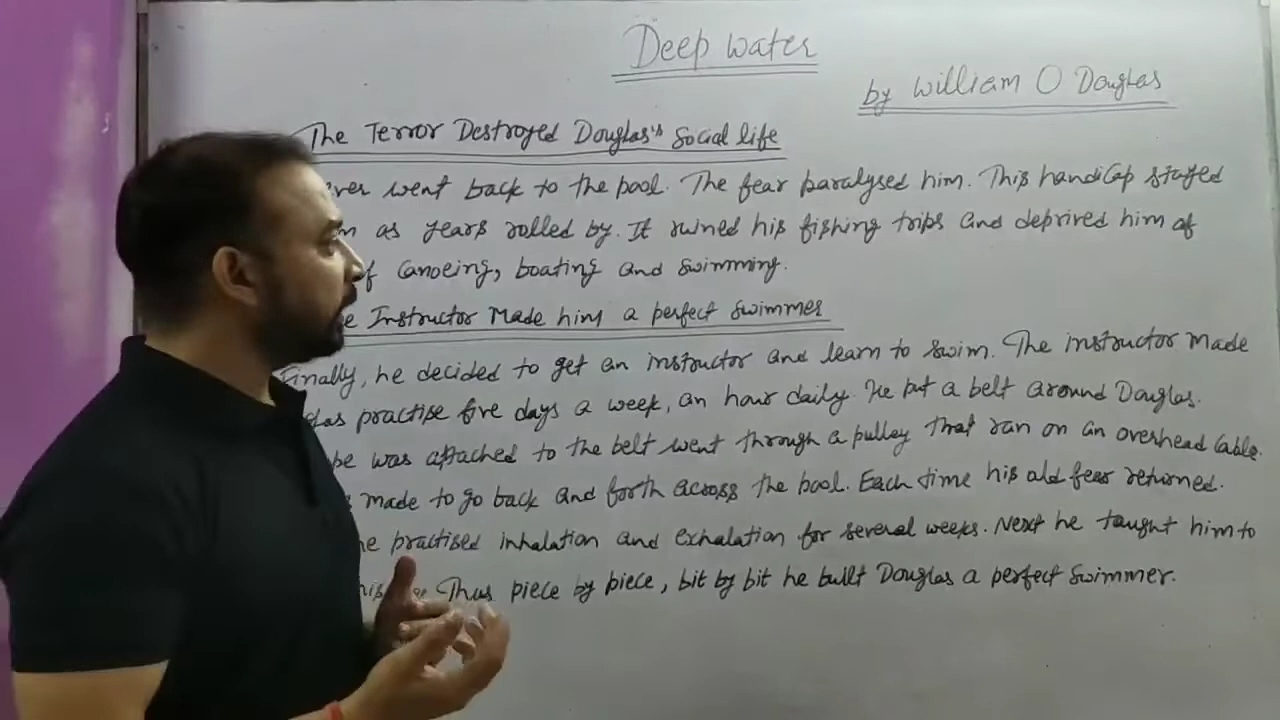 Deep water
by William O Douglas
The Terror Destroyed Douglas's Social life
ver went back to the pool. The fear paralysed him. This handicap stayed
m as years rolled by. It ruined his fishing trips and deprived him of
of Canoeing, boating and swimming.
e Instructor Made him a perfect Swimmer
Finally, he decided to get an instructor and learn to swim. The instructor made
las practise five days a week, an hour daily. He put a belt around Douglas.
pe was attached to the belt went through a pulley that ran on an overhead Cable.
s made to go back and forth across the pool. Each time his old fear returned.
he practised inhalation and exhalation for several weeks. Next he taught him to
his Thus piece by piece, bit by bit he built Douglas a perfect swimmer.